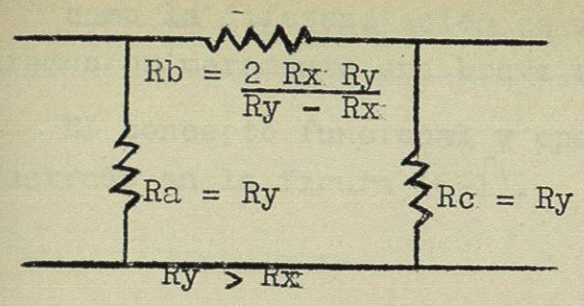 Rb = 2 Rx Ry
Ry - Rx
Ra = Ry
Rc = Ry
Ry > Rx